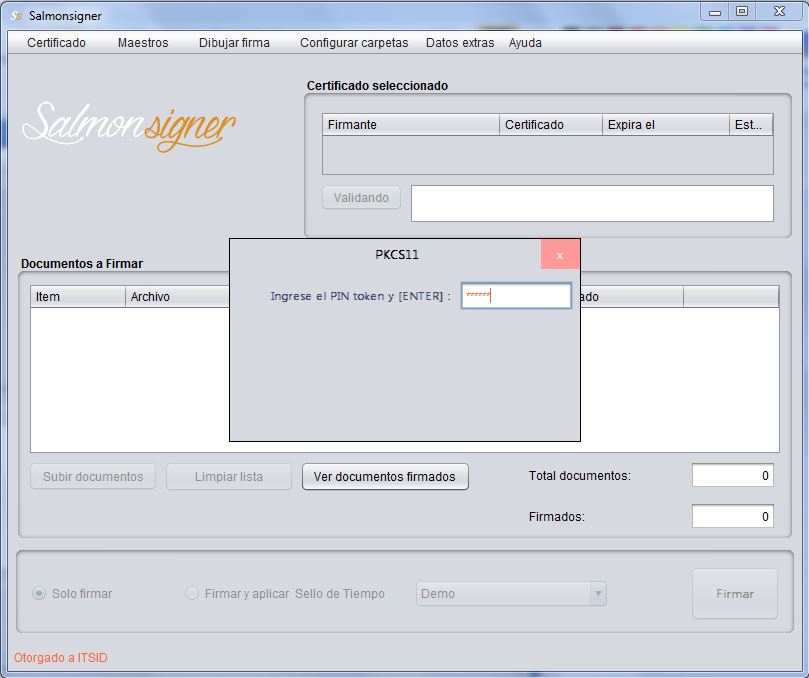 Ss Salmonsigner
Certificado Maestros Dibujar firma Configurar carpetas Datos extras Ayuda
Salmonsigner
Certificado seleccionado
Firmante Certificado Expira el Est...
Validando
PKCS11 x
Ingrese el PIN token y [ENTER] : ******
Documentos a Firmar
Item Archivo ado
Subir documentos Limpiar lista Ver documentos firmados Total documentos: 0
Firmados: 0
Solo firmar Firmar y aplicar Sello de Tiempo Demo Firmar
Otorgado a ITSID